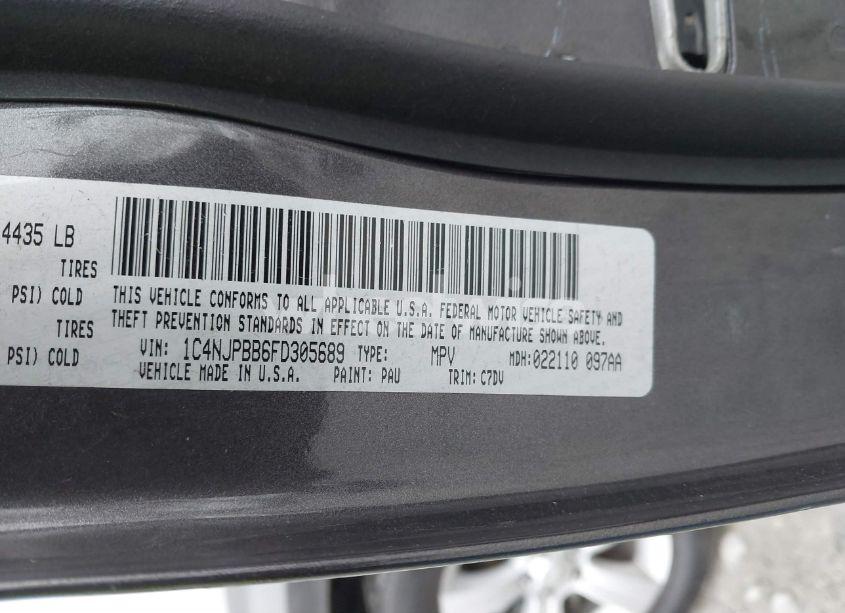 4435 LB
TIRES
PSI) COLD
TIRES
PSI) COLD
THIS VEHICLE CONFORMS TO ALL APPLICABLE U.S.A. FEDERAL MOTOR VEHICLE SAFETY AND
THEFT PREVENTION STANDARDS IN EFFECT ON THE DATE OF MANUFACTURE SHOWN ABOVE.
VIN: 1C4NJPBB6FD305689 TYPE: MPV MDH:022110 097AA
VEHICLE MADE IN U.S.A. PAINT: PAU TRIM: C7DV